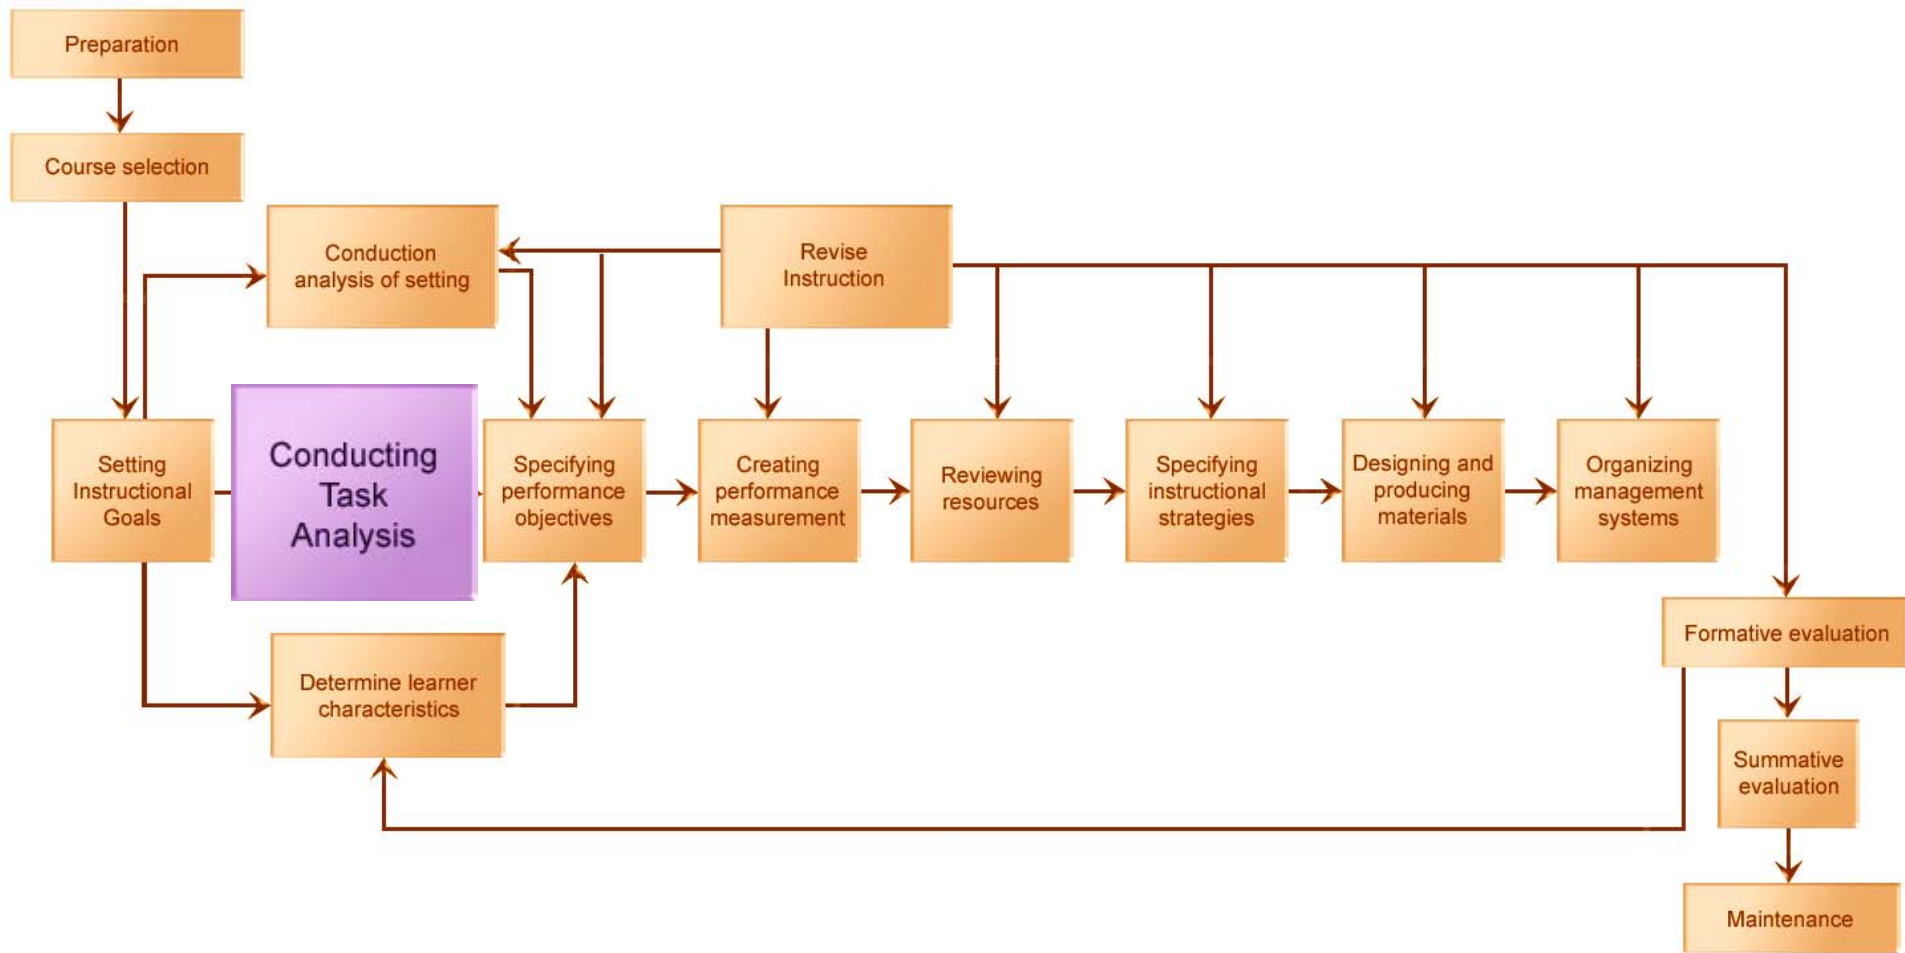 Preparation
Course selection
Conduction
analysis of setting
Revise
Instruction
Setting
Instructional
Goals
Conducting
Task
Analysis
Specifying
performance
objectives
Creating
performance
measurement
Reviewing
resources
Specifying
instructional
strategies
Designing and
producing
materials
Organizing
management
systems
Determine learner
characteristics
Formative evaluation
Summative
evaluation
Maintenance